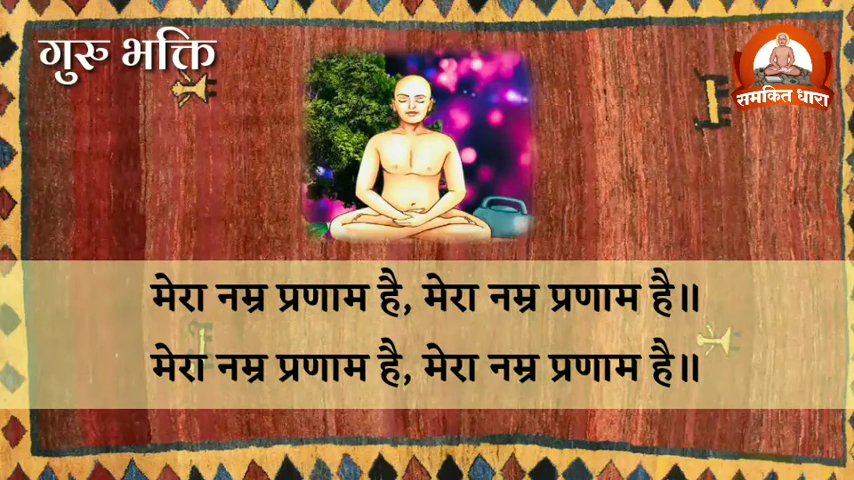 गुरु भक्ति
समकित धारा
मेरा नम्र प्रणाम है, मेरा नम्र प्रणाम है॥
मेरा नम्र प्रणाम है, मेरा नम्र प्रणाम है॥